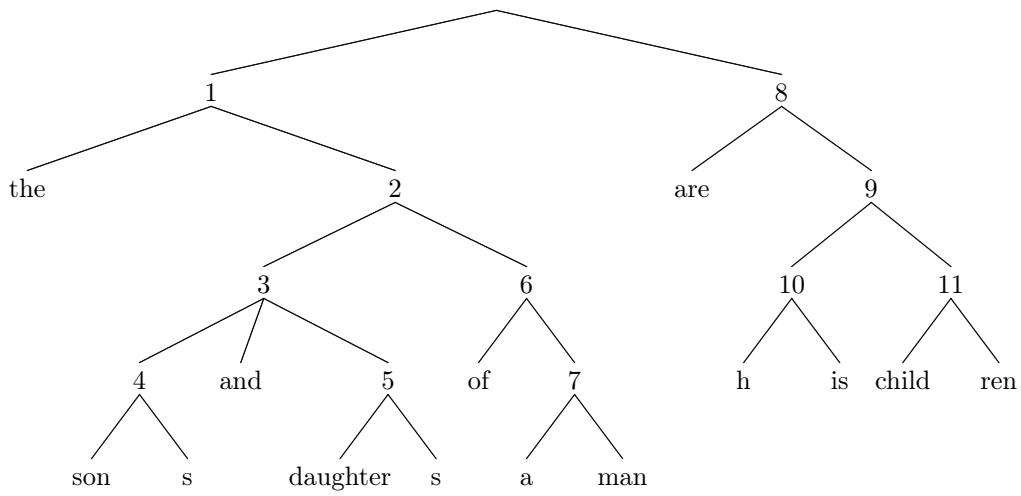 1 8
the 2 are 9
3 6 10 11
4 and 5 of 7 h is child ren
son s daughter s a man